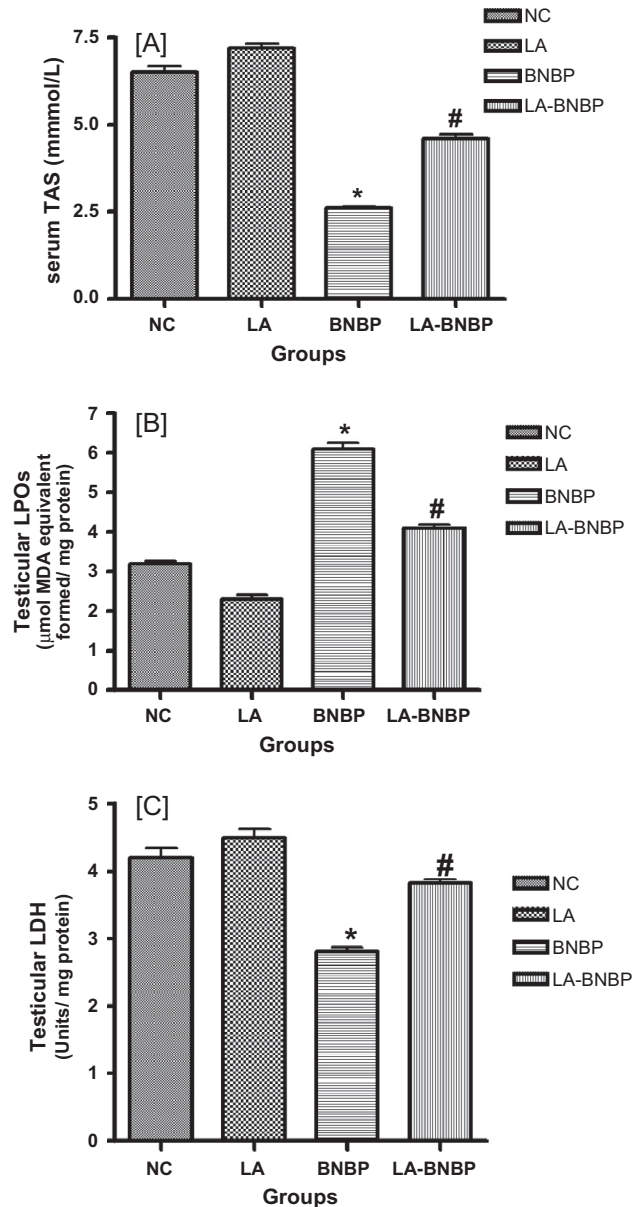 [A]
serum TAS (mmmol/L)
7.5
5.0
2.5
0.0
*
#
NC LA BNBP LA-BNBP
Groups
NC
LA
BNBP
LA-BNBP
[B]
Testicular LPOs
(μmol MDA equivalent
formed/ mg protein)
7
6
5
4
3
2
1
0
*
#
NC LA BNBP LA-BNBP
Groups
NC
LA
BNBP
LA-BNBP
[C]
Testicular LDH
(Units/ mg protein)
5
4
3
2
1
0
*
#
NC LA BNBP LA-BNBP
Groups
NC
LA
BNBP
LA-BNBP